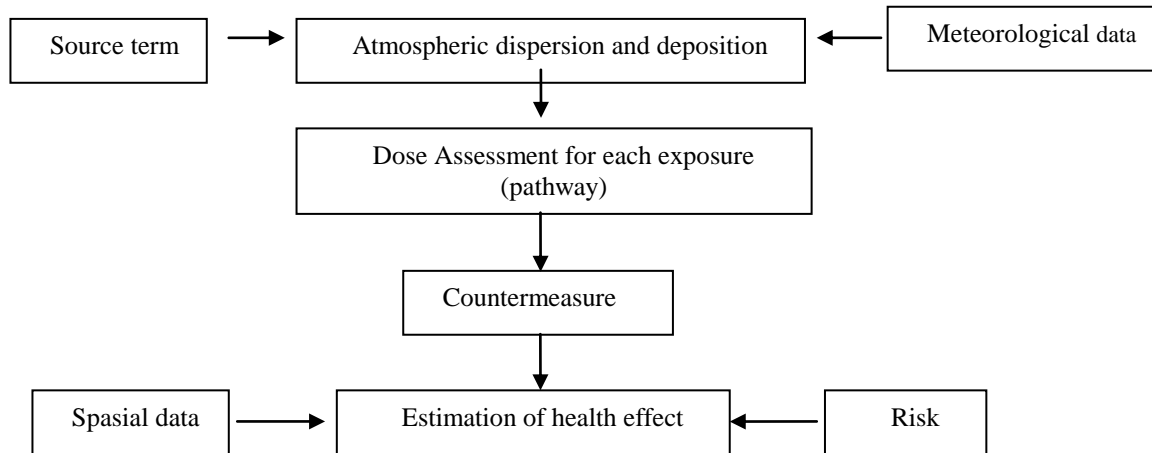 Source term
Atmospheric dispersion and deposition
Meteorological data
Dose Assessment for each exposure
(pathway)
Countermeasure
Spasial data
Estimation of health effect
Risk